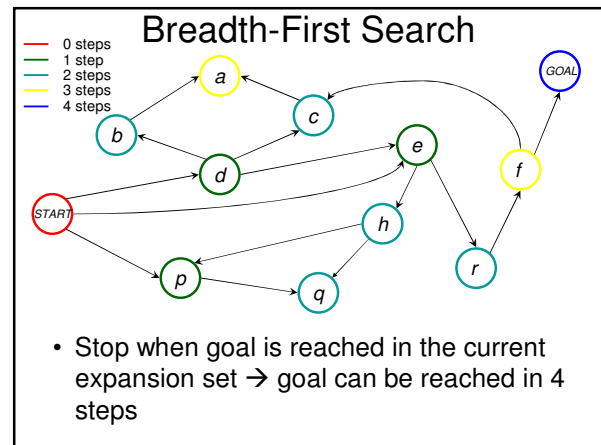 Breadth-First Search
0 steps
1 step
2 steps
3 steps
4 steps
a
GOAL
b
c
e
d
f
START
h
p
q
r
• Stop when goal is reached in the current
expansion set → goal can be reached in 4
steps